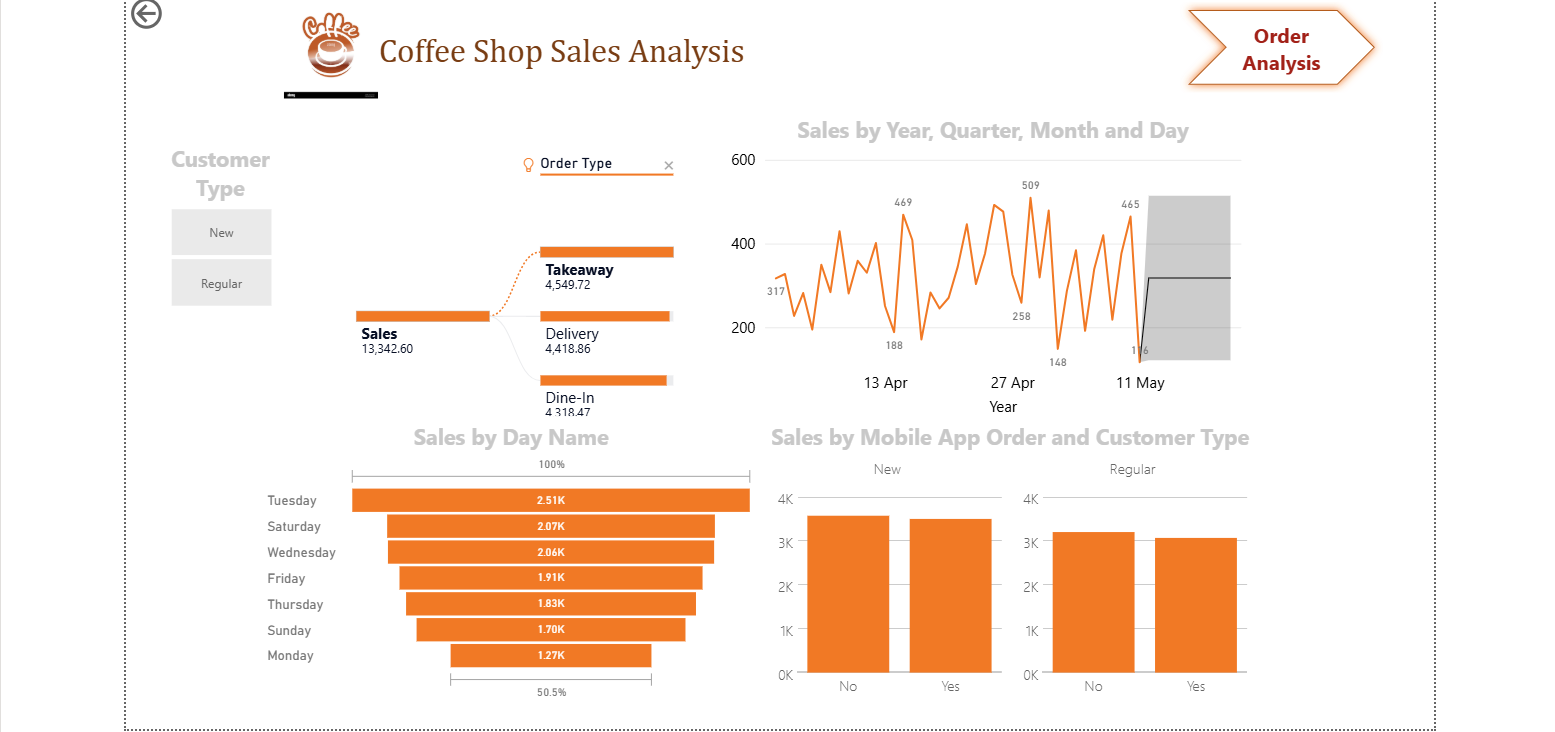 Coffee
Coffee Shop Sales Analysis
Order
Analysis
Customer
Type
New
Regular
Order Type
Sales
13,342.60
Takeaway
4,549.72
Delivery
4,418.86
Dine-In
4,318.47
Sales by Year, Quarter, Month and Day
600
400
200
317
188
469
258
509
148
465
13 Apr
27 Apr
11 May
Year
Sales by Day Name
100%
Tuesday 2.51K
Saturday 2.07K
Wednesday 2.06K
Friday 1.91K
Thursday 1.83K
Sunday 1.70K
Monday 1.27K
50.5%
Sales by Mobile App Order and Customer Type
New
4K
3K
2K
1K
0K
No
Yes
Regular
4K
3K
2K
1K
0K
No
Yes